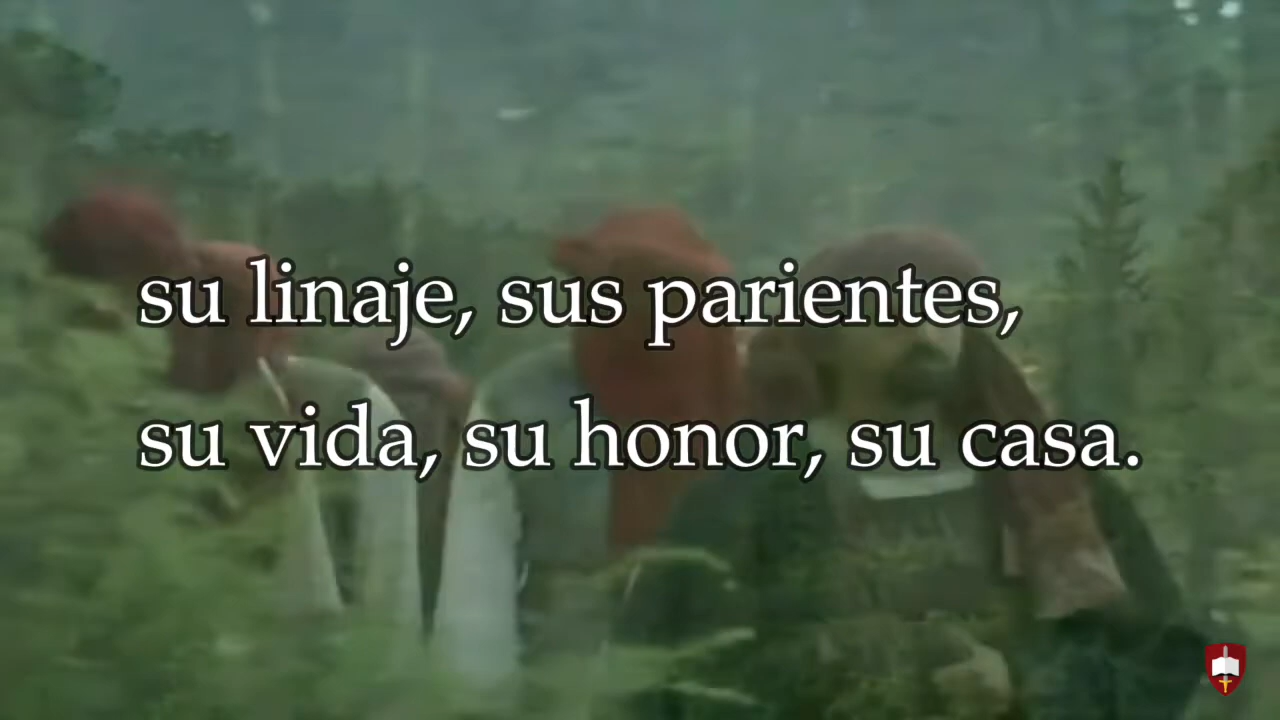 su linaje, sus parientes,
su vida, su honor, su casa.